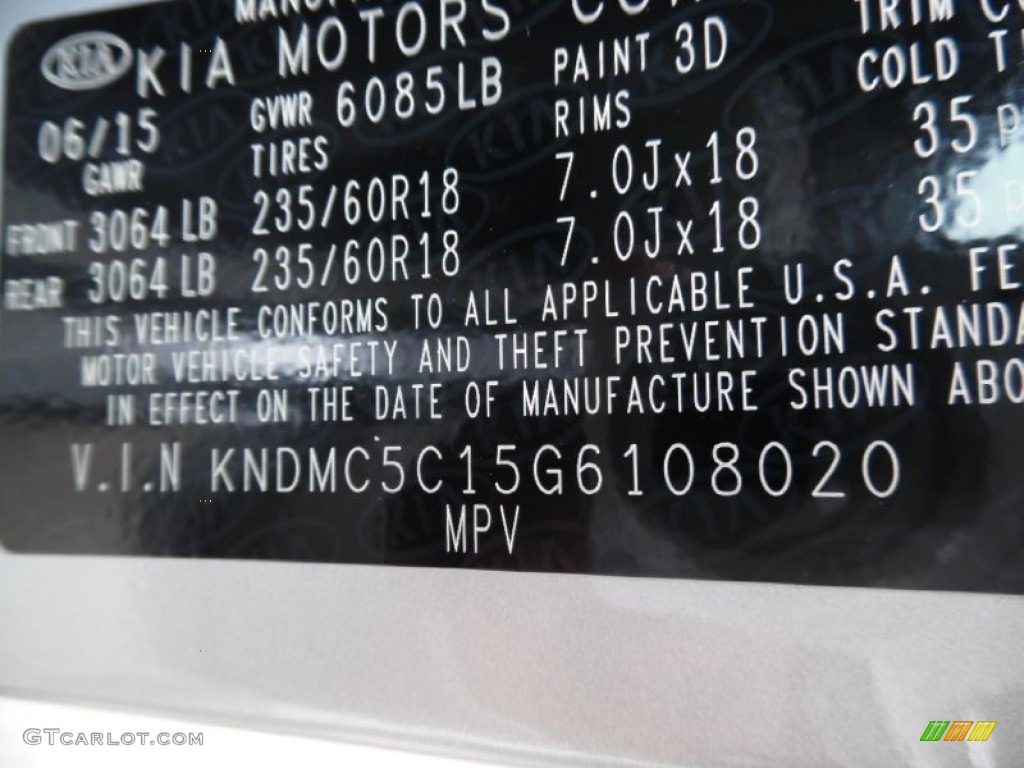 KIA KIA MOTORS
PAINT 3D
06/15 GVWR 6085LB
COLD
GAWR TIRES RIMS
FRONT 3064 LB 235/60R18 7.0Jx18 35
REAR 3064 LB 235/60R18 7.0Jx18 35
THIS VEHICLE CONFORMS TO ALL APPLICABLE U.S.A.
MOTOR VEHICLE SAFETY AND THEFT PREVENTION
IN EFFECT ON THE DATE OF MANUFACTURE SHOWN
V.I.N KNDMC5C15G6108020
MPV
GTCARLOT.COM